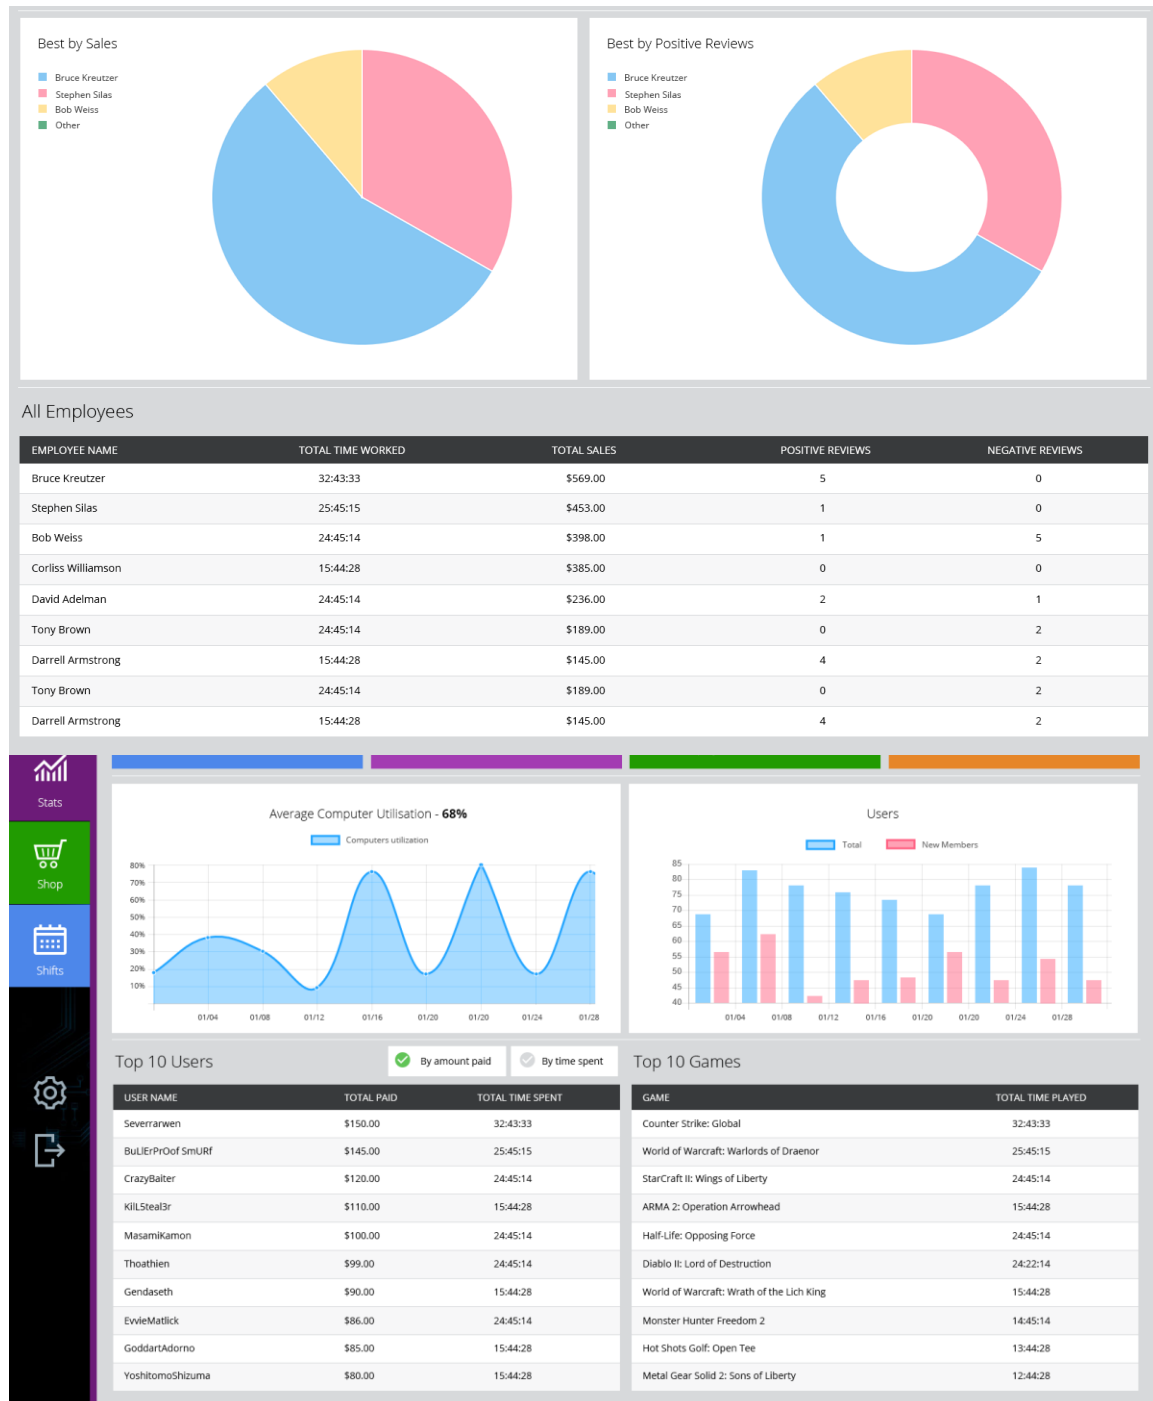 Best by Sales
Bruce Kreutzer
Stephen Silas
Bob Weiss
Other
Best by Positive Reviews
Bruce Kreutzer
Stephen Silas
Bob Weiss
Other
All Employees
EMPLOYEE NAME TOTAL TIME WORKED TOTAL SALES POSITIVE REVIEWS NEGATIVE REVIEWS
Bruce Kreutzer 32:43:33 $569.00 5 0
Stephen Silas 25:45:15 $453.00 1 0
Bob Weiss 24:45:14 $398.00 1 5
Corliss Williamson 15:44:28 $385.00 0 0
David Adelman 24:45:14 $236.00 2 1
Tony Brown 24:45:14 $189.00 0 2
Darrell Armstrong 15:44:28 $145.00 4 2
Tony Brown 24:45:14 $189.00 0 2
Darrell Armstrong 15:44:28 $145.00 4 2
Stats
Shop
Shifts
Average Computer Utilisation - 68%
Computers utilization
80%
70%
60%
50%
40%
30%
20%
10%
01/04 01/08 01/12 01/16 01/20 01/20 01/24 01/28
Users
Total New Members
85
80
75
70
65
60
55
50
45
40
01/04 01/08 01/12 01/16 01/20 01/20 01/24 01/28
Top 10 Users
By amount paid By time spent
USER NAME TOTAL PAID TOTAL TIME SPENT
Severrarwen $150.00 32:43:33
BuLlErPrOof SmURf $145.00 25:45:15
CrazyBaiter $120.00 24:45:14
KilL5teal3r $110.00 15:44:28
MasamiKamon $100.00 24:45:14
Thoathien $99.00 24:45:14
Gendaseth $90.00 15:44:28
EvvieMatlick $86.00 24:45:14
GoddartAdorno $85.00 15:44:28
YoshitomoShizuma $80.00 15:44:28
Top 10 Games
GAME TOTAL TIME PLAYED
Counter Strike: Global 32:43:33
World of Warcraft: Warlords of Draenor 25:45:15
StarCraft II: Wings of Liberty 24:45:14
ARMA 2: Operation Arrowhead 15:44:28
Half-Life: Opposing Force 24:45:14
Diablo II: Lord of Destruction 24:22:14
World of Warcraft: Wrath of the Lich King 15:44:28
Monster Hunter Freedom 2 14:45:14
Hot Shots Golf: Open Tee 13:44:28
Metal Gear Solid 2: Sons of Liberty 12:44:28